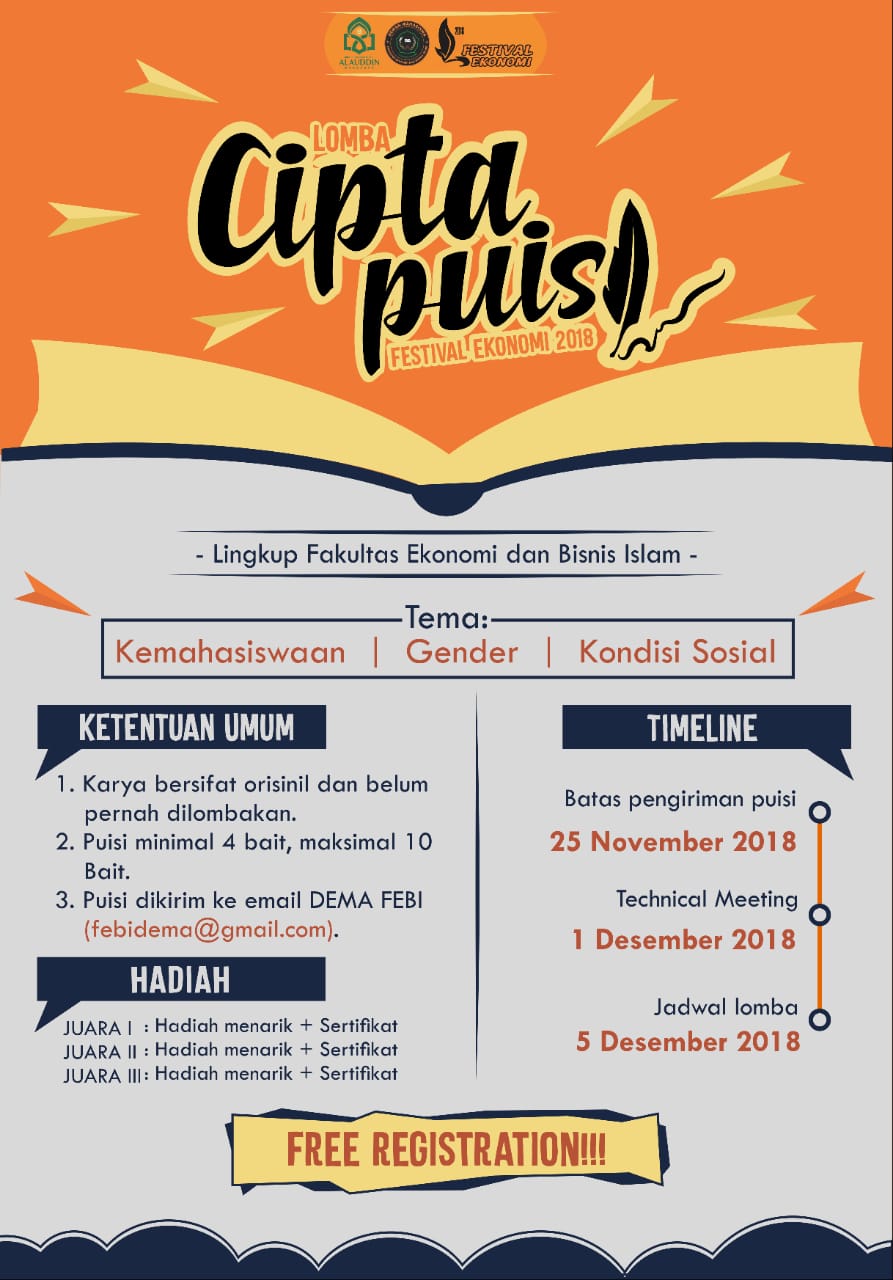 ALAUDDIN
2018
FESTIVAL
EKONOMI
LOMBA
Cipta
puisi
FESTIVAL EKONOMI 2018
- Lingkup Fakultas Ekonomi dan Bisnis Islam -
Tema:
Kemahasiswaan | Gender | Kondisi Sosial
KETENTUAN UMUM
1. Karya bersifat orisinil dan belum
pernah dilombakan.
2. Puisi minimal 4 bait, maksimal 10
Bait.
3. Puisi dikirim ke email DEMA FEBI
(febidema@gmail.com).
HADIAH
JUARA I : Hadiah menarik + Sertifikat
JUARA II : Hadiah menarik + Sertifikat
JUARA III : Hadiah menarik + Sertifikat
TIMELINE
Batas pengiriman puisi
25 November 2018
Technical Meeting
1 Desember 2018
Jadwal lomba
5 Desember 2018
FREE REGISTRATION!!!